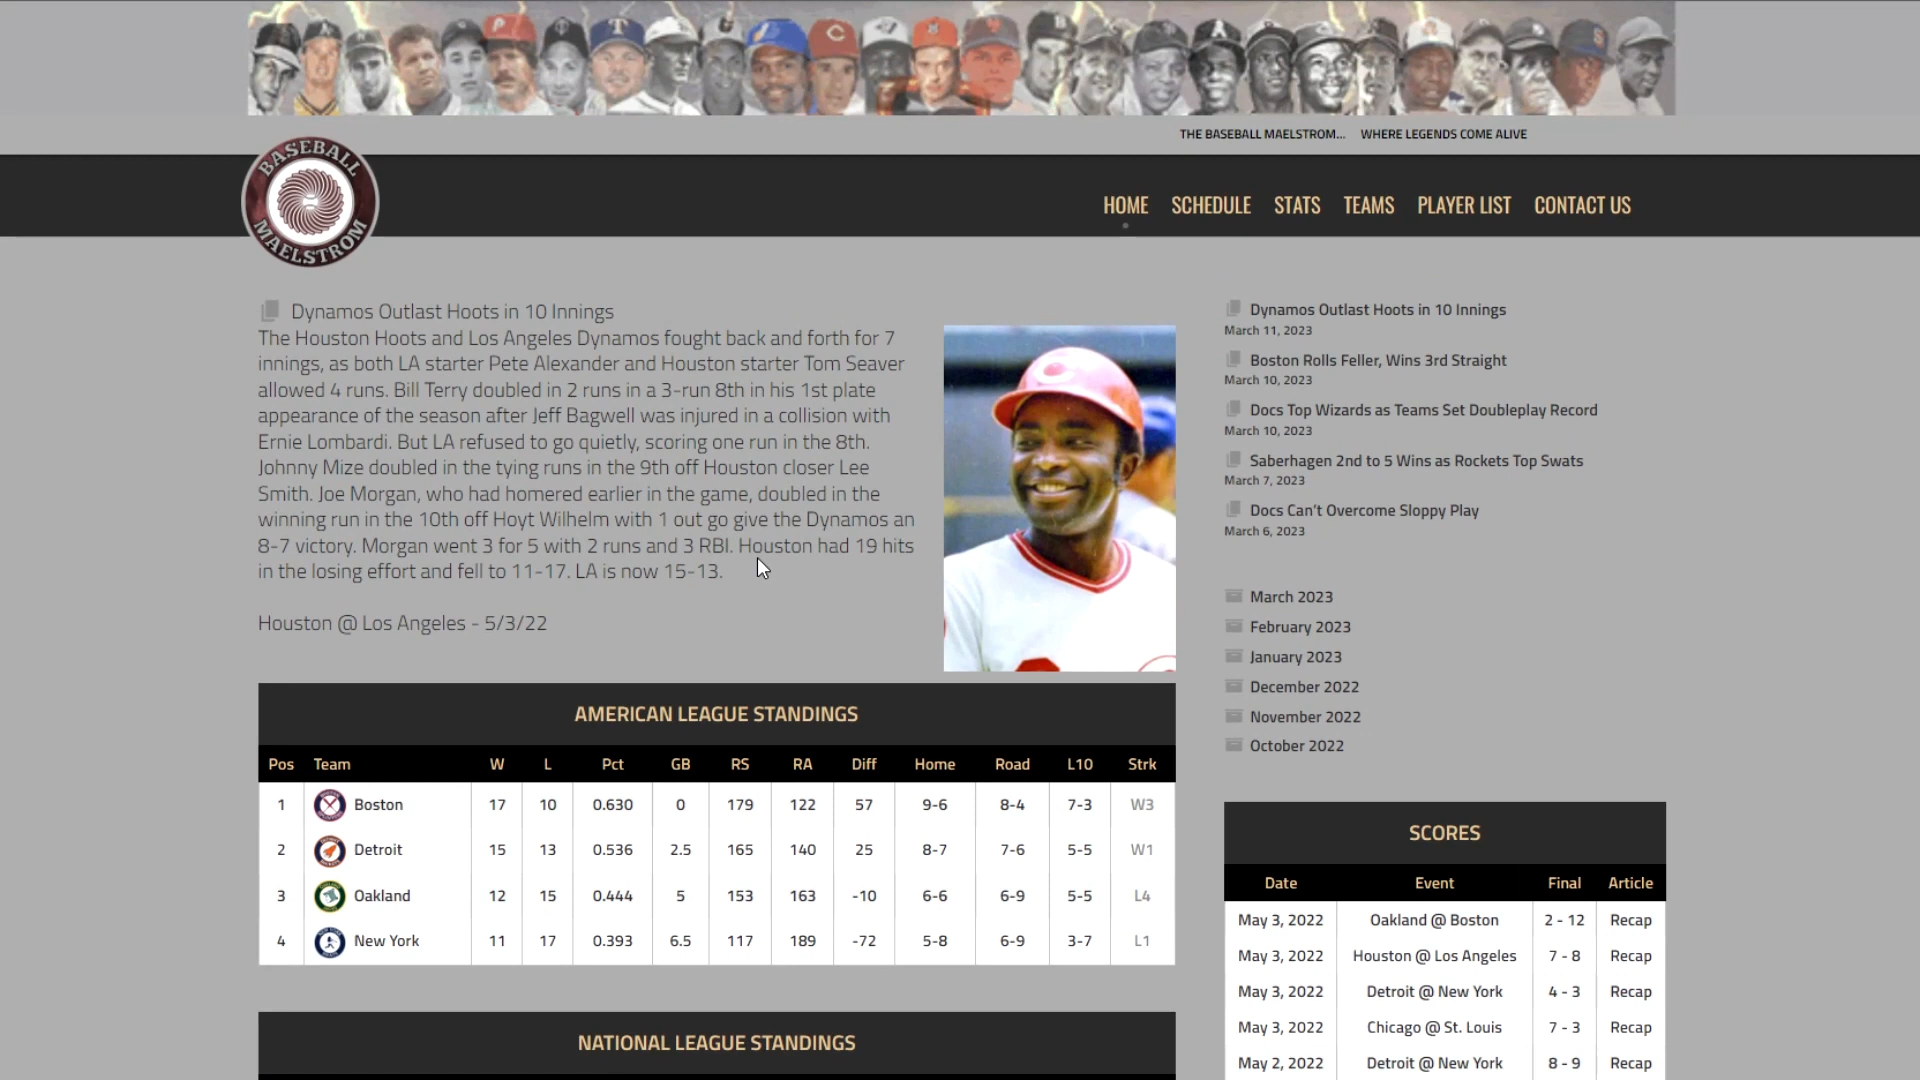 THE BASEBALL MAELSTROM... WHERE LEGENDS COME ALIVE
BASEBALL
MAELSTROM
HOME SCHEDULE STATS TEAMS PLAYER LIST CONTACT US
Dynamos Outlast Hoots in 10 Innings
The Houston Hoots and Los Angeles Dynamos fought back and forth for 7
innings, as both LA starter Pete Alexander and Houston starter Tom Seaver
allowed 4 runs. Bill Terry doubled in 2 runs in a 3-run 8th in his 1st plate
appearance of the season after Jeff Bagwell was injured in a collision with
Ernie Lombardi. But LA refused to go quietly, scoring one run in the 8th.
Johnny Mize doubled in the tying runs in the 9th off Houston closer Lee
Smith. Joe Morgan, who had homered earlier in the game, doubled in the
winning run in the 10th off Hoyt Wilhelm with 1 out go give the Dynamos an
8-7 victory. Morgan went 3 for 5 with 2 runs and 3 RBI. Houston had 19 hits
in the losing effort and fell to 11-17. LA is now 15-13.
Houston @ Los Angeles - 5/3/22
AMERICAN LEAGUE STANDINGS
Pos Team W L Pct GB RS RA Diff Home Road L10 Strk
1 Boston 17 10 0.630 0 179 122 57 9-6 8-4 7-3 W3
2 Detroit 15 13 0.536 2.5 165 140 25 8-7 7-6 5-5 W1
3 Oakland 12 15 0.444 5 153 163 -10 6-6 6-9 5-5 L4
4 New York 11 17 0.393 6.5 117 189 -72 5-8 6-9 3-7 L1
NATIONAL LEAGUE STANDINGS
Dynamos Outlast Hoots in 10 Innings
March 11, 2023
Boston Rolls Feller, Wins 3rd Straight
March 10, 2023
Docs Top Wizards as Teams Set Doubleplay Record
March 10, 2023
Saberhagen 2nd to 5 Wins as Rockets Top Swats
March 7, 2023
Docs Can't Overcome Sloppy Play
March 6, 2023
March 2023
February 2023
January 2023
December 2022
November 2022
October 2022
SCORES
Date Event Final Article
May 3, 2022 Oakland @ Boston 2 - 12 Recap
May 3, 2022 Houston @ Los Angeles 7 - 8 Recap
May 3, 2022 Detroit @ New York 4 - 3 Recap
May 3, 2022 Chicago @ St. Louis 7 - 3 Recap
May 2, 2022 Detroit @ New York 8 - 9 Recap